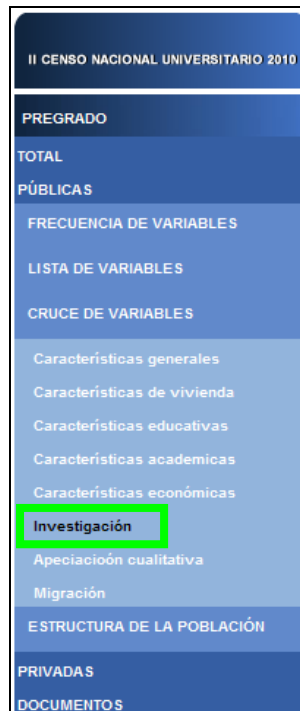 II CENSO NACIONAL UNIVERSITARIO 2010
PREGRADO
TOTAL
PÚBLICAS
FRECUENCIA DE VARIABLES
LISTA DE VARIABLES
CRUCE DE VARIABLES
Características generales
Características de vivienda
Características educativas
Características academicas
Características económicas
Investigación
Apeciacioón cualitativa
Migración
ESTRUCTURA DE LA POBLACIÓN
PRIVADAS
DOCUMENTOS